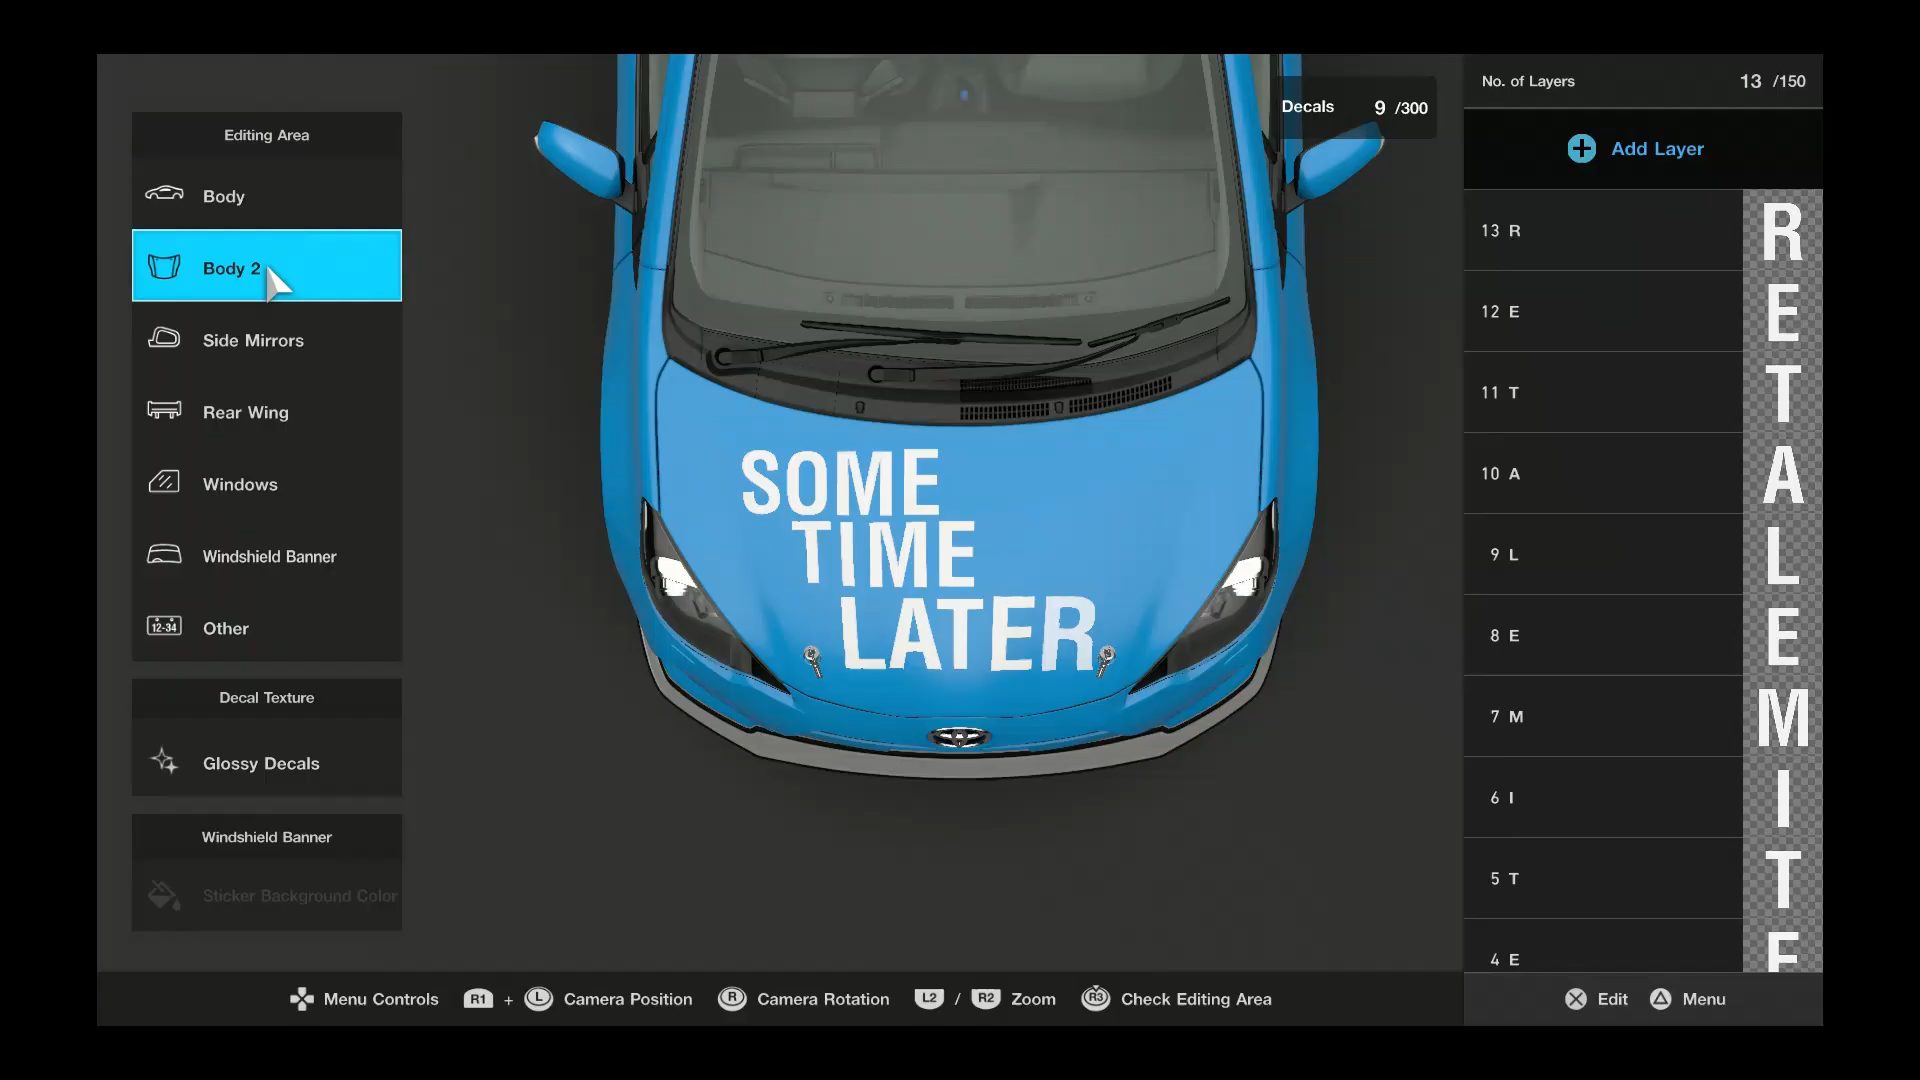 Editing Area
Body
Body 2
Side Mirrors
Rear Wing
Windows
Windshield Banner
12-34 Other
Decal Texture
Glossy Decals
Windshield Banner
Sticker Background Color
Decals 9 /300
SOME
TIME
LATER
No. of Layers 13 /150
Add Layer
13 R R
12 E E
11 T T
10 A A
9 L L
8 E E
7 M M
6 I I
5 T T
4 E E
Menu Controls R1 + L Camera Position R Camera Rotation L2 / R2 Zoom R3 Check Editing Area
Edit Menu